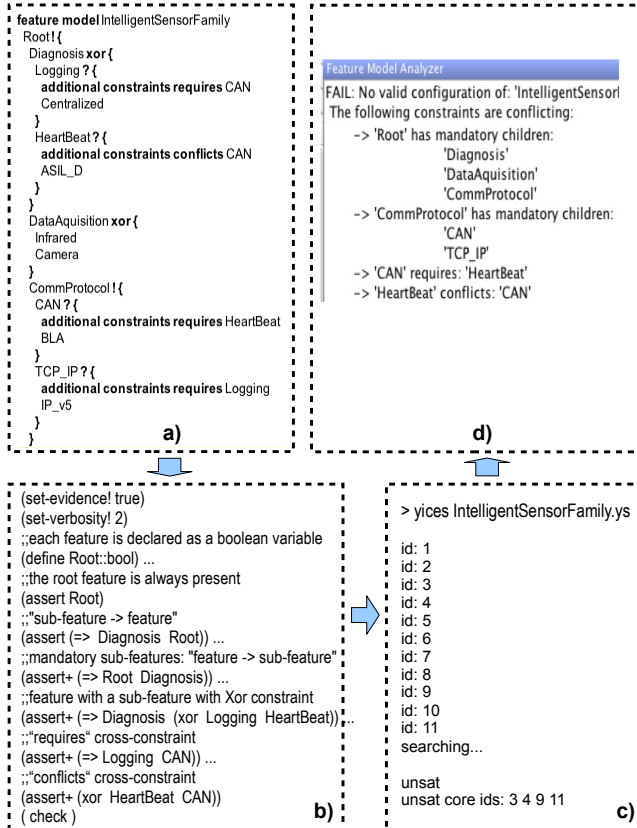 feature model IntelligentSensorFamily
Root ! {
Diagnosis xor {
Logging ? {
additional constraints requires CAN
Centralized
}
HeartBeat ? {
additional constraints conflicts CAN
ASIL_D
}
}
DataAquisition xor {
Infrared
Camera
}
CommProtocol ! {
CAN ? {
additional constraints requires HeartBeat
BLA
}
TCP_IP ? {
additional constraints requires Logging
IP_v5
}
}
a)
Feature Model Analyzer
FAIL: No valid configuration of: 'IntelligentSensorl
The following constraints are conflicting:
-> 'Root' has mandatory children:
'Diagnosis'
'DataAquisition'
'CommProtocol'
-> 'CommProtocol' has mandatory children:
'CAN'
'TCP_IP'
-> 'CAN' requires: 'HeartBeat'
-> 'HeartBeat' conflicts: 'CAN'
d)
(set-evidence! true)
(set-verbosity! 2)
;;each feature is declared as a boolean variable
(define Root::bool) ...
;;the root feature is always present
(assert Root)
;;"sub-feature -> feature"
(assert (=> Diagnosis Root)) ...
;;mandatory sub-features: "feature -> sub-feature"
(assert+ (=> Root Diagnosis)) ...
;;feature with a sub-feature with Xor constraint
(assert+ (=> Diagnosis (xor Logging HeartBeat)) ...
;;“requires“ cross-constraint
(assert+ (=> Logging CAN)) ...
;;“conflicts“ cross-constraint
(assert+ (xor HeartBeat CAN))
( check )
b)
> yices IntelligentSensorFamily.ys
id: 1
id: 2
id: 3
id: 4
id: 5
id: 6
id: 7
id: 8
id: 9
id: 10
id: 11
searching...
unsat
unsat core ids: 3 4 9 11
c)